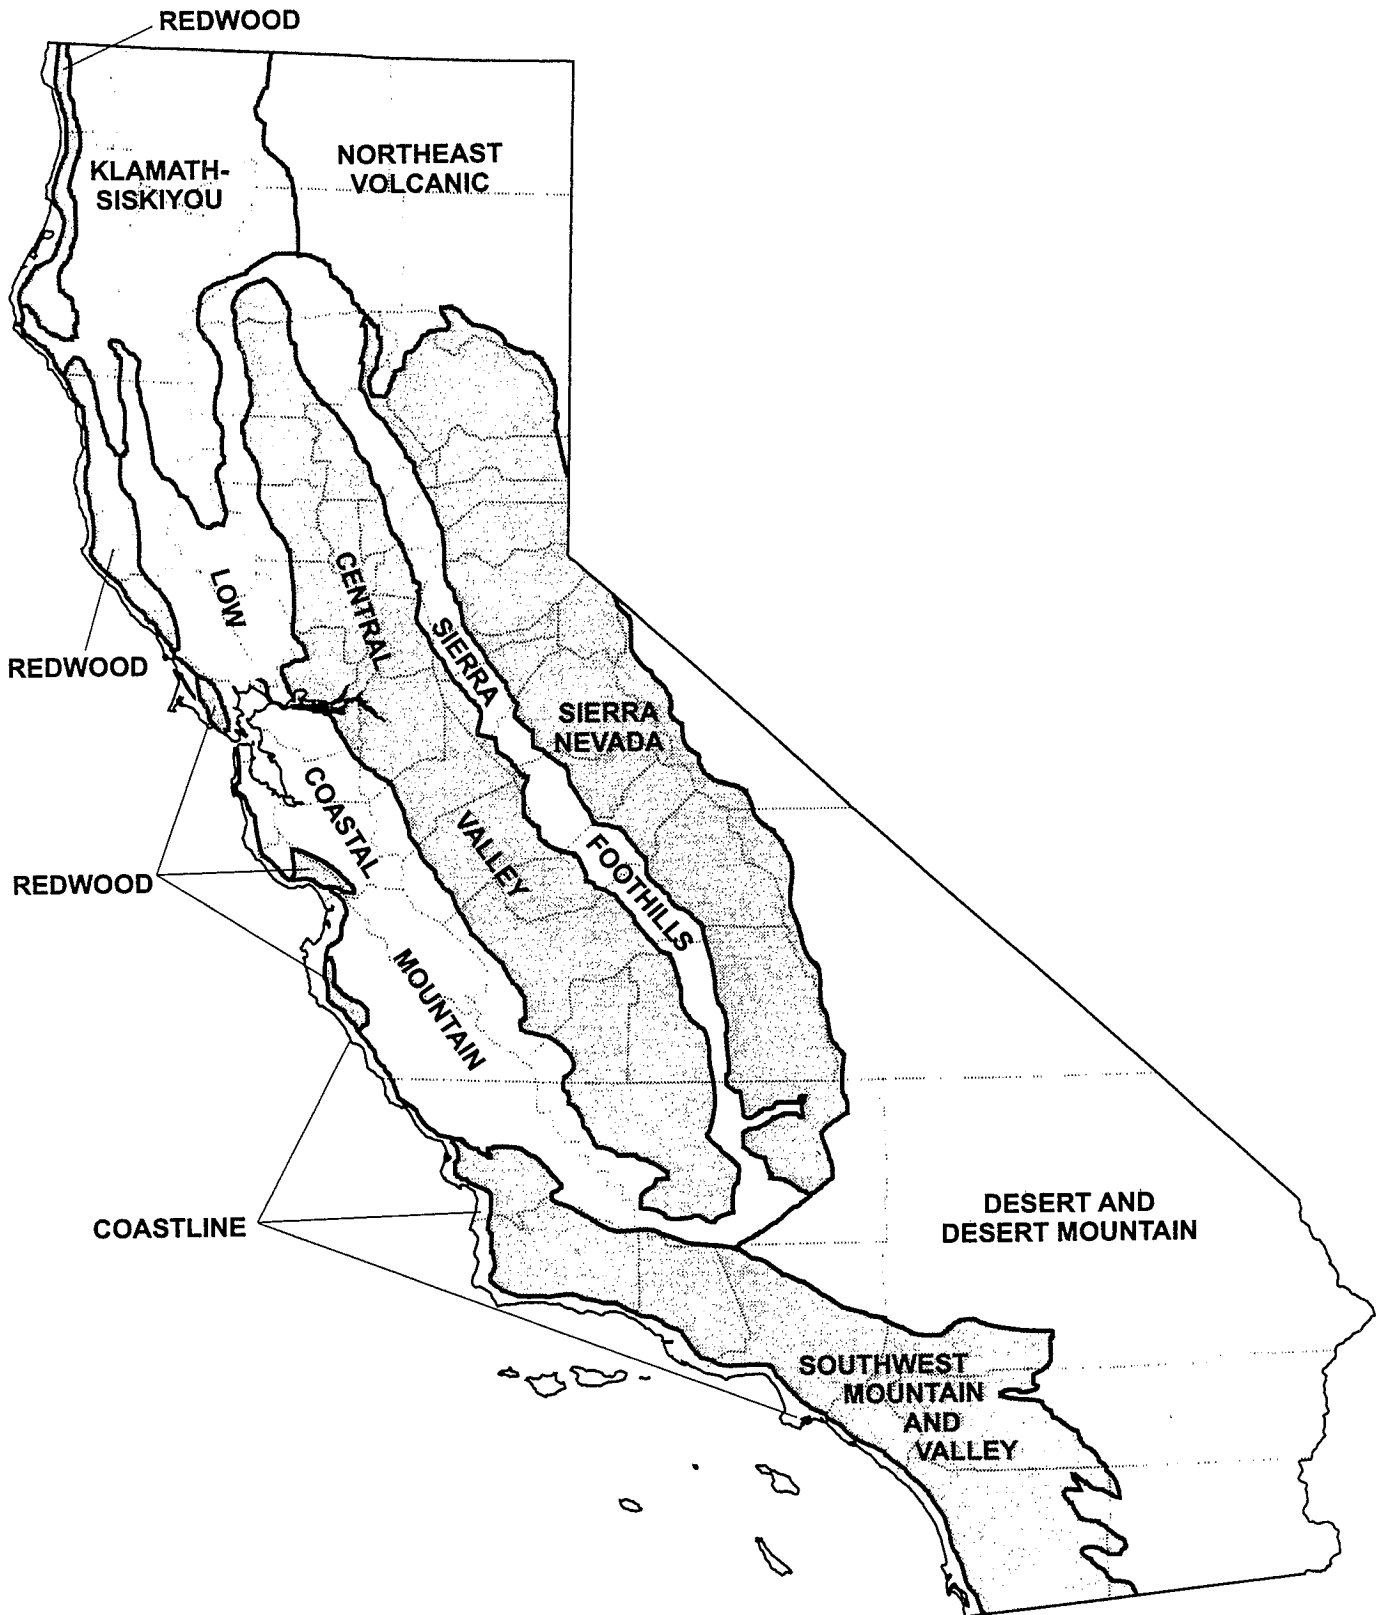 REDWOOD
KLAMATH-
SISKIYOU
NORTHEAST
VOLCANIC
LOW
CENTRAL
SIERRA
REDWOOD
SIERRA
NEVADA
COASTAL
VALLEY
FOOTHILLS
REDWOOD
MOUNTAIN
COASTLINE
DESERT AND
DESERT MOUNTAIN
SOUTHWEST
MOUNTAIN
AND
VALLEY